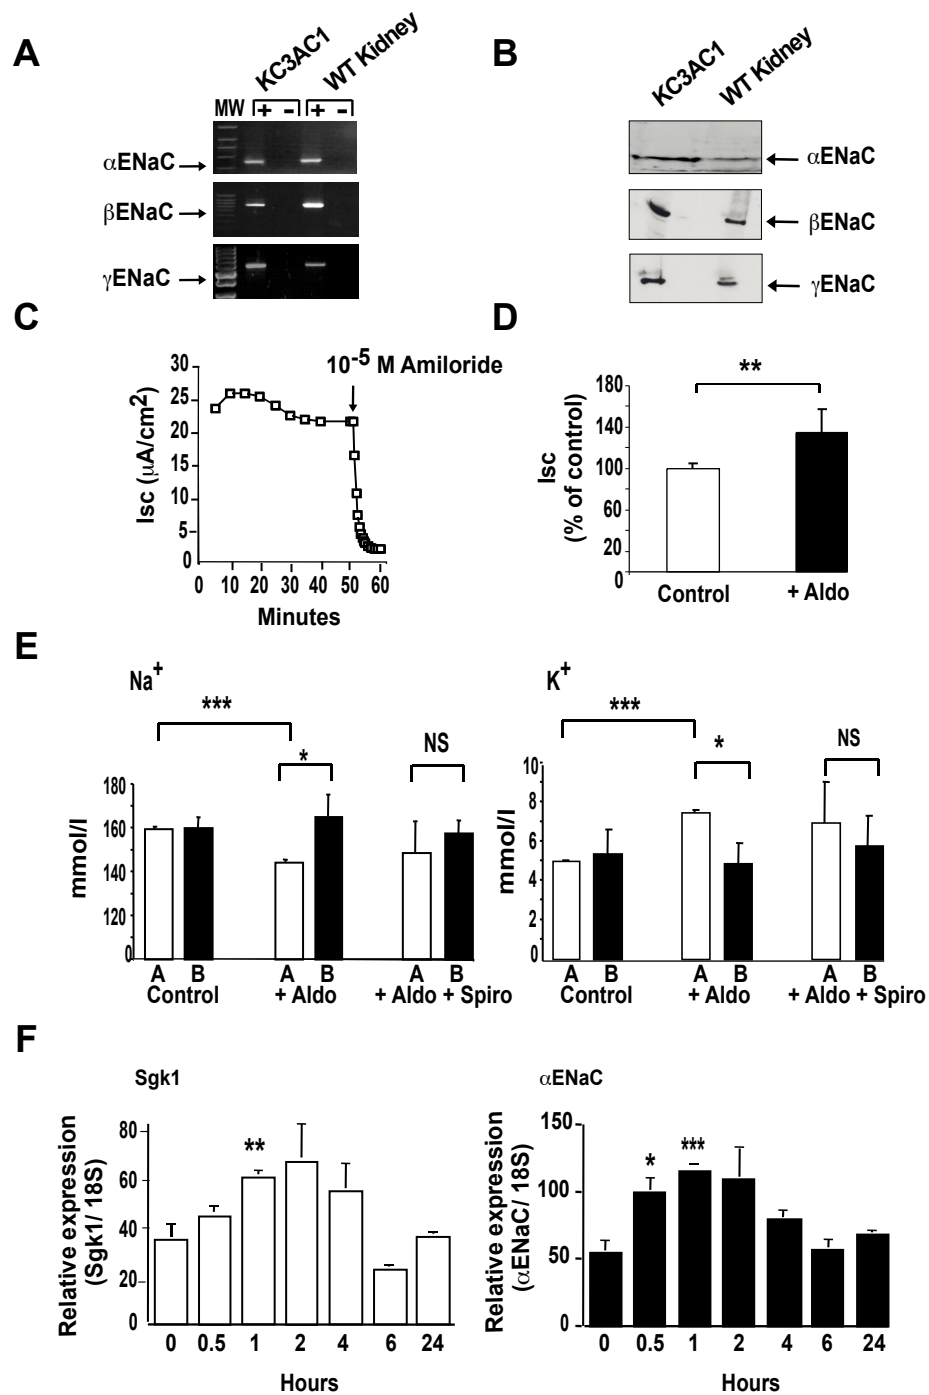 A
KC3AC1 WT Kidney
MW + - + -
αENaC
βENaC
γENaC
B
KC3AC1 WT Kidney
αENaC
βENaC
γENaC
C
10-5 M Amiloride
Isc (μA/cm2)
30
25
20
15
10
5
0
0 10 20 30 40 50 60
Minutes
D
**
Isc
(% of control)
180
140
100
60
20
0
Control + Aldo
E
Na+
***
*
NS
mmol/l
180
160
140
120
0
A B A B A B
Control + Aldo + Aldo + Spiro
K+
***
*
NS
mmol/l
10
8
6
4
2
0
A B A B A B
Control + Aldo + Aldo + Spiro
F
Sgk1
Relative expression
(Sgk1/ 18S)
80
60
40
20
0
**
0 0.5 1 2 4 6 24
Hours
αENaC
Relative expression
(αENaC/ 18S)
150
100
50
0
*
***
0 0.5 1 2 4 6 24
Hours